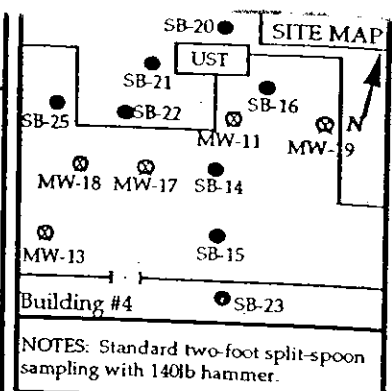 SB-20
SITE MAP
UST
SB-21
SB-16
SB-25
SB-22
MW-11
MW-19
N
MW-18
MW-17
SB-14
MW-13
SB-15
Building #4
SB-23
NOTES: Standard two-foot split-spoon
sampling with 140lb hammer.